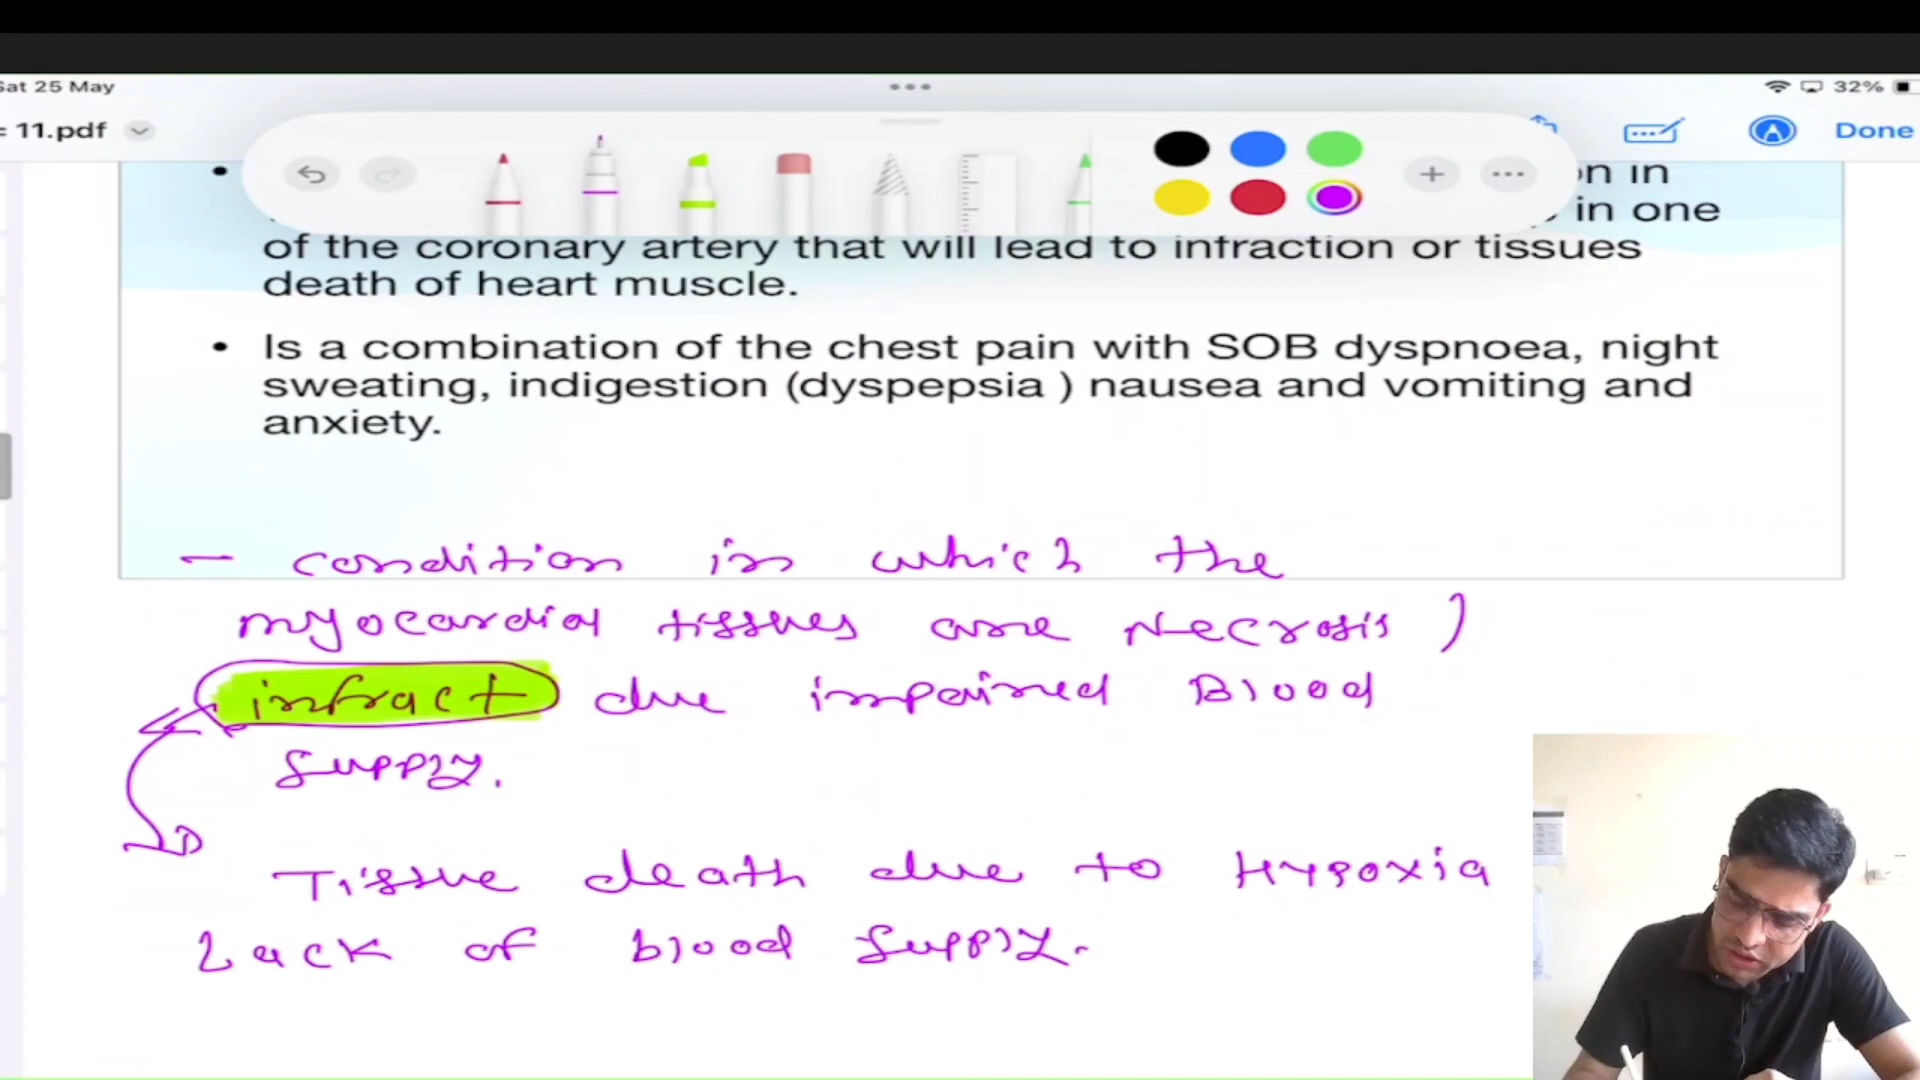 Sat 25 May
32%
= 11.pdf
Done
on in
in one
of the coronary artery that will lead to infraction or tissues
death of heart muscle.
• Is a combination of the chest pain with SOB dyspnoea, night
sweating, indigestion (dyspepsia ) nausea and vomiting and
anxiety.
- condition in which the
myocardial tissues are Necrosis )
infract due impaired Blood
supply.
Tissue death due to Hypoxia
Lack of blood supply.